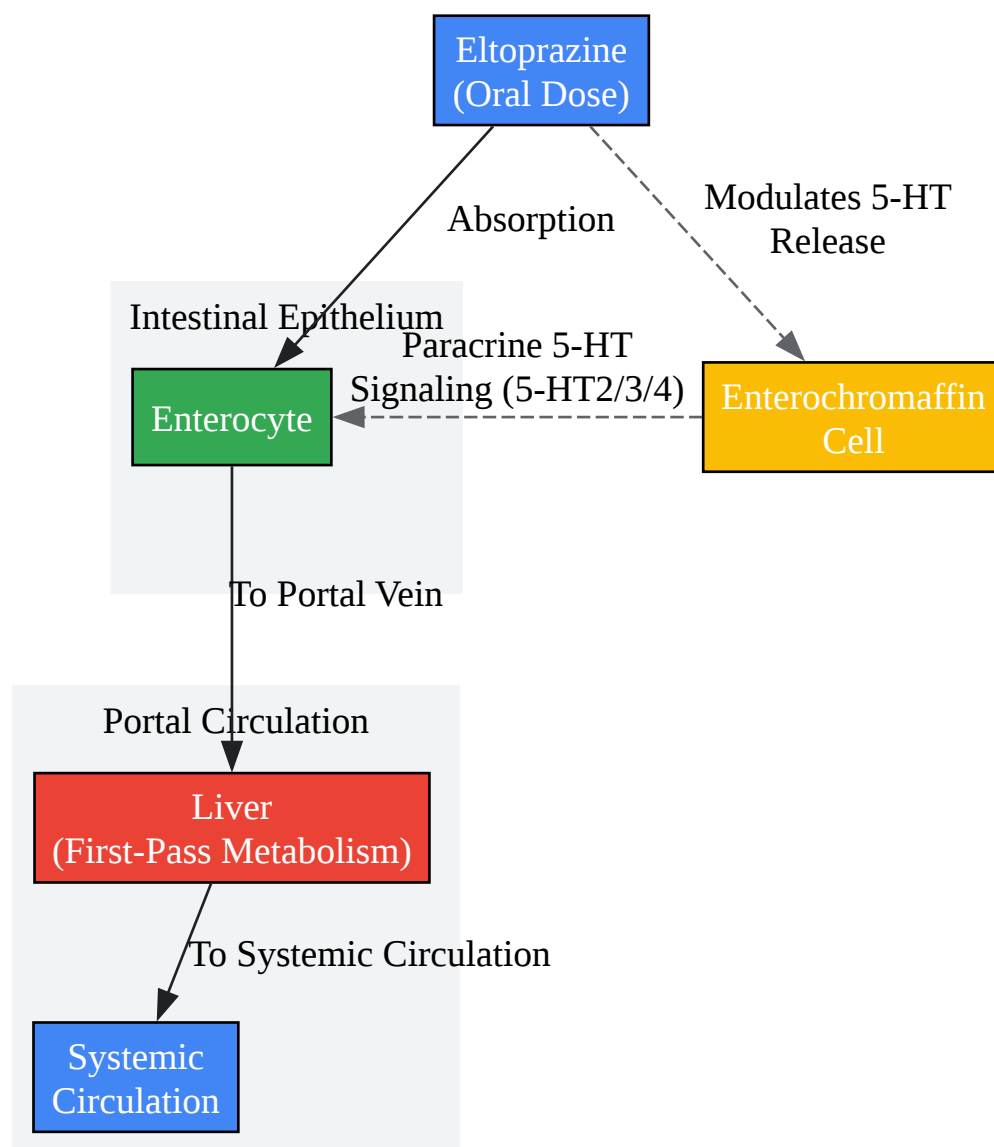 Eltoprazine
(Oral Dose)
Absorption
Modulates 5-HT
Release
Intestinal Epithelium
Paracrine 5-HT
Signaling (5-HT2/3/4)
Enterocyte
Enterochromaffin
Cell
To Portal Vein
Portal Circulation
Liver
(First-Pass Metabolism)
To Systemic Circulation
Systemic
Circulation